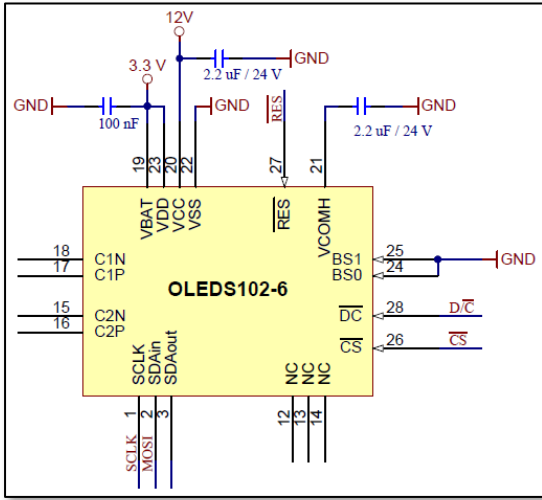 12V
3.3 V
GND
100 nF
2.2 uF / 24 V
GND
GND
RES
2.2 uF / 24 V
GND
19
23
20
22
27
21
VBAT
VDD
VCC
VSS
RES
VCOMH
18
C1N
17
C1P
15
C2N
16
C2P
OLEDS102-6
BS1
25
BS0
24
GND
DC
28
D/C
CS
26
CS
SCLK
SDAin
SDAout
NC
NC
NC
1
2
3
12
13
14
SCLK
MOSI